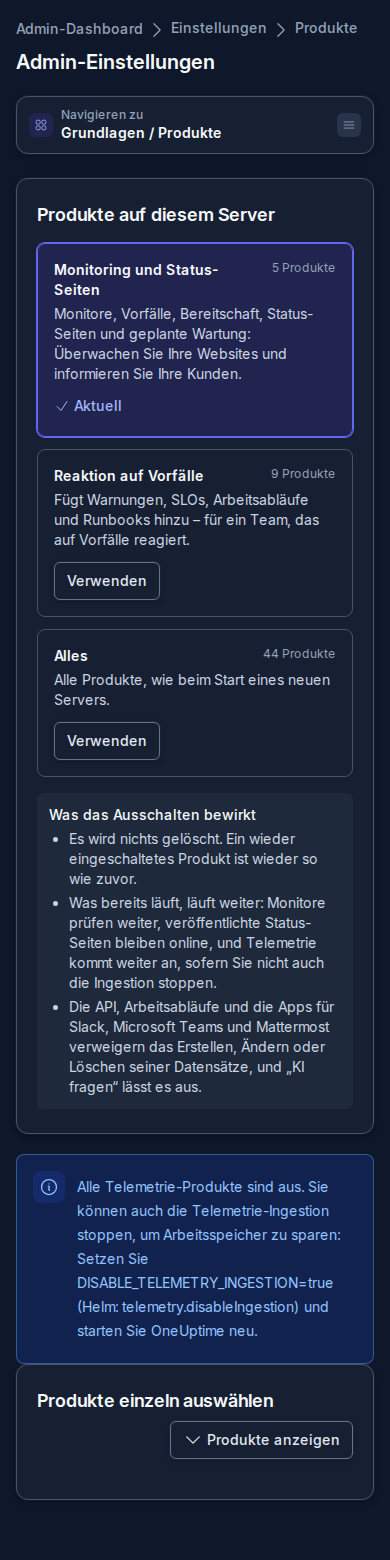 Admin-Dashboard > Einstellungen > Produkte
Admin-Einstellungen
Navigieren zu
Grundlagen / Produkte
Produkte auf diesem Server
Monitoring und Status-
Seiten
5 Produkte
Monitore, Vorfälle, Bereitschaft, Status-
Seiten und geplante Wartung:
Überwachen Sie Ihre Websites und
informieren Sie Ihre Kunden.
Aktuell
Reaktion auf Vorfälle
9 Produkte
Fügt Warnungen, SLOs, Arbeitsabläufe
und Runbooks hinzu – für ein Team, das
auf Vorfälle reagiert.
Verwenden
Alles
44 Produkte
Alle Produkte, wie beim Start eines neuen
Servers.
Verwenden
Was das Ausschalten bewirkt
• Es wird nichts gelöscht. Ein wieder
eingeschaltetes Produkt ist wieder so
wie zuvor.
• Was bereits läuft, läuft weiter: Monitore
prüfen weiter, veröffentlichte Status-
Seiten bleiben online, und Telemetrie
kommt weiter an, sofern Sie nicht auch
die Ingestion stoppen.
• Die API, Arbeitsabläufe und die Apps für
Slack, Microsoft Teams und Mattermost
verweigern das Erstellen, Ändern oder
Löschen seiner Datensätze, und „KI
fragen“ lässt es aus.
Alle Telemetrie-Produkte sind aus. Sie
können auch die Telemetrie-Ingestion
stoppen, um Arbeitsspeicher zu sparen:
Setzen Sie
DISABLE_TELEMETRY_INGESTION=true
(Helm: telemetry.disableIngestion) und
starten Sie OneUptime neu.
Produkte einzeln auswählen
Produkte anzeigen